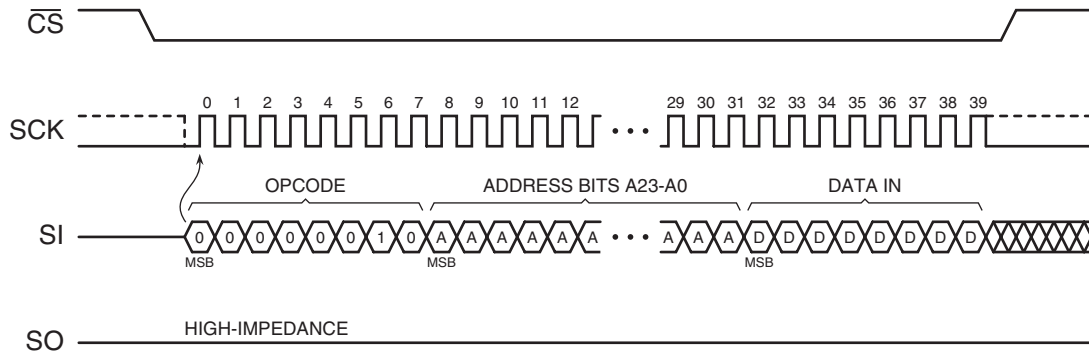 CS
0 1 2 3 4 5 6 7 8 9 10 11 12 29 30 31 32 33 34 35 36 37 38 39
SCK • • •
OPCODE ADDRESS BITS A23-A0 DATA IN
SI 0 0 0 0 0 0 1 0 A A A A A A • • • A A A D D D D D D D D
MSB MSB MSB
HIGH-IMPEDANCE
SO